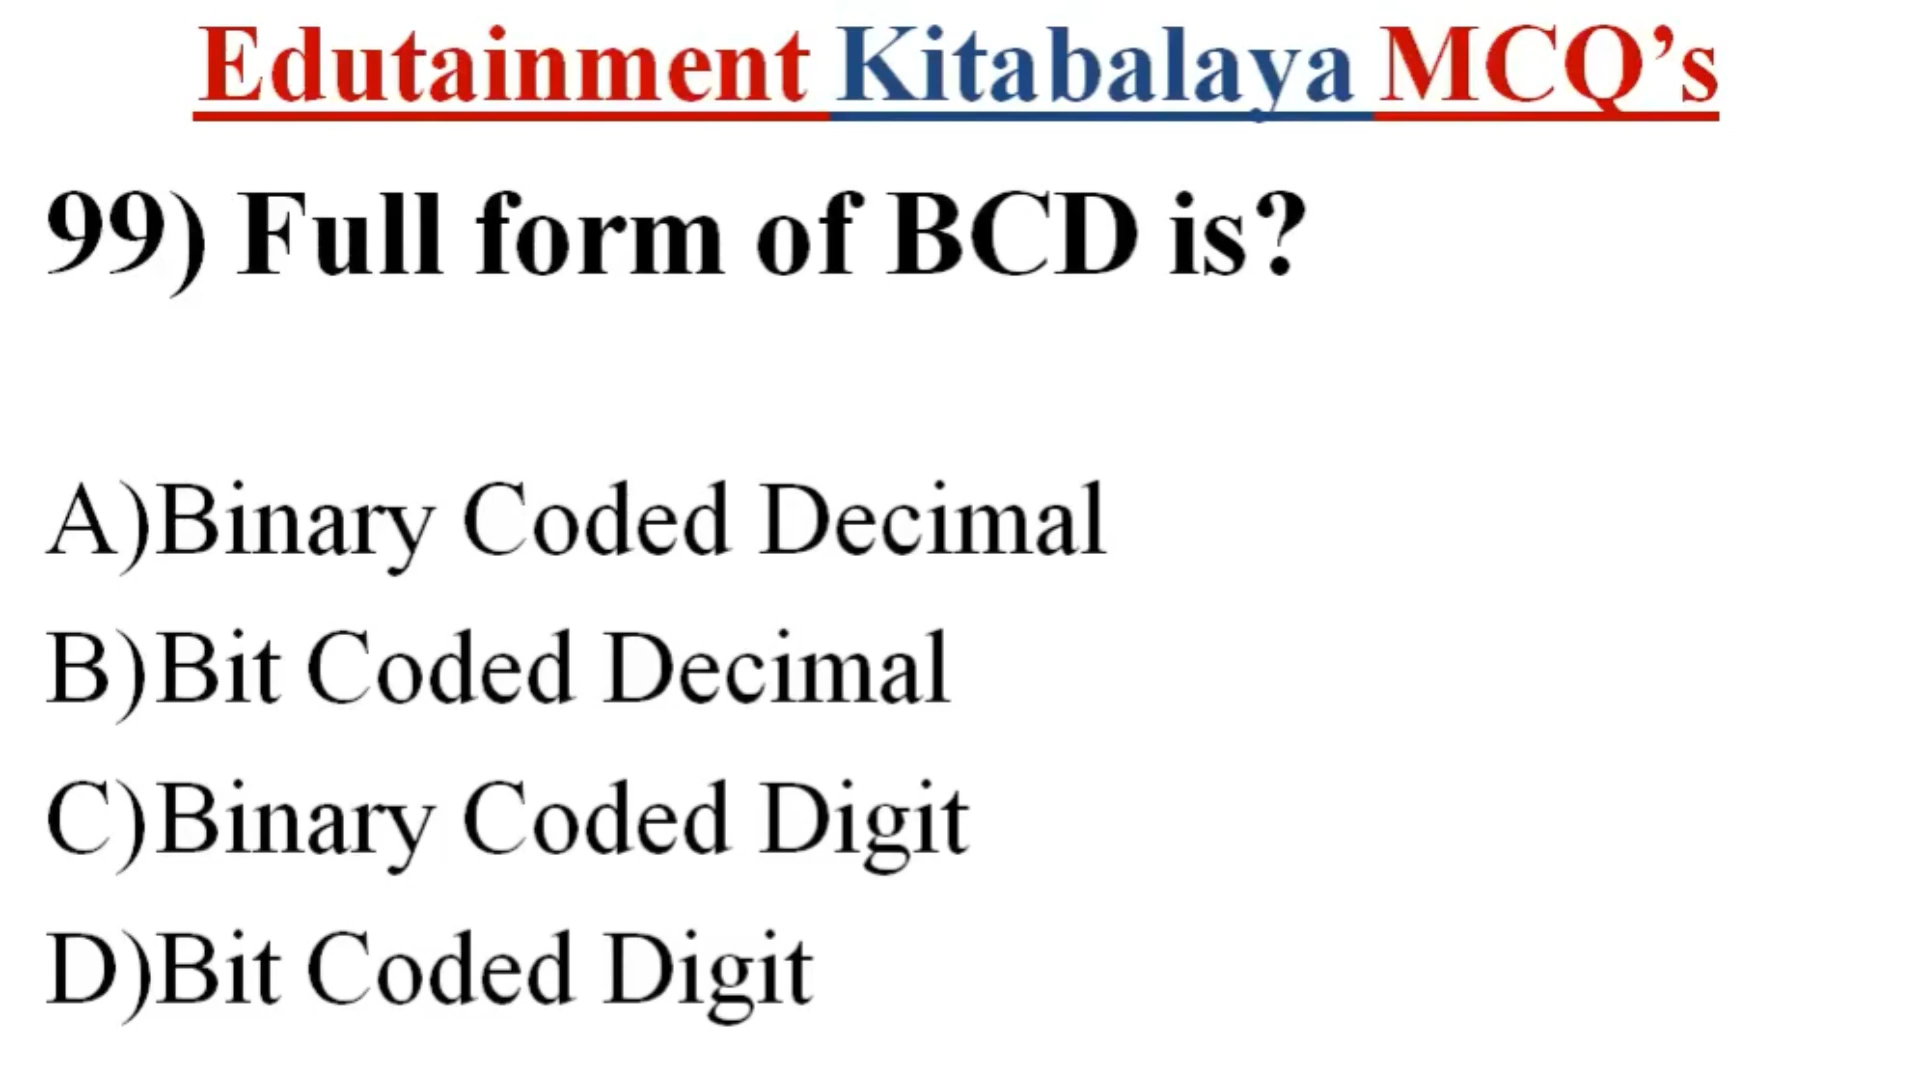 Edutainment Kitabalaya MCQ’s
99) Full form of BCD is?
A)Binary Coded Decimal
B)Bit Coded Decimal
C)Binary Coded Digit
D)Bit Coded Digit